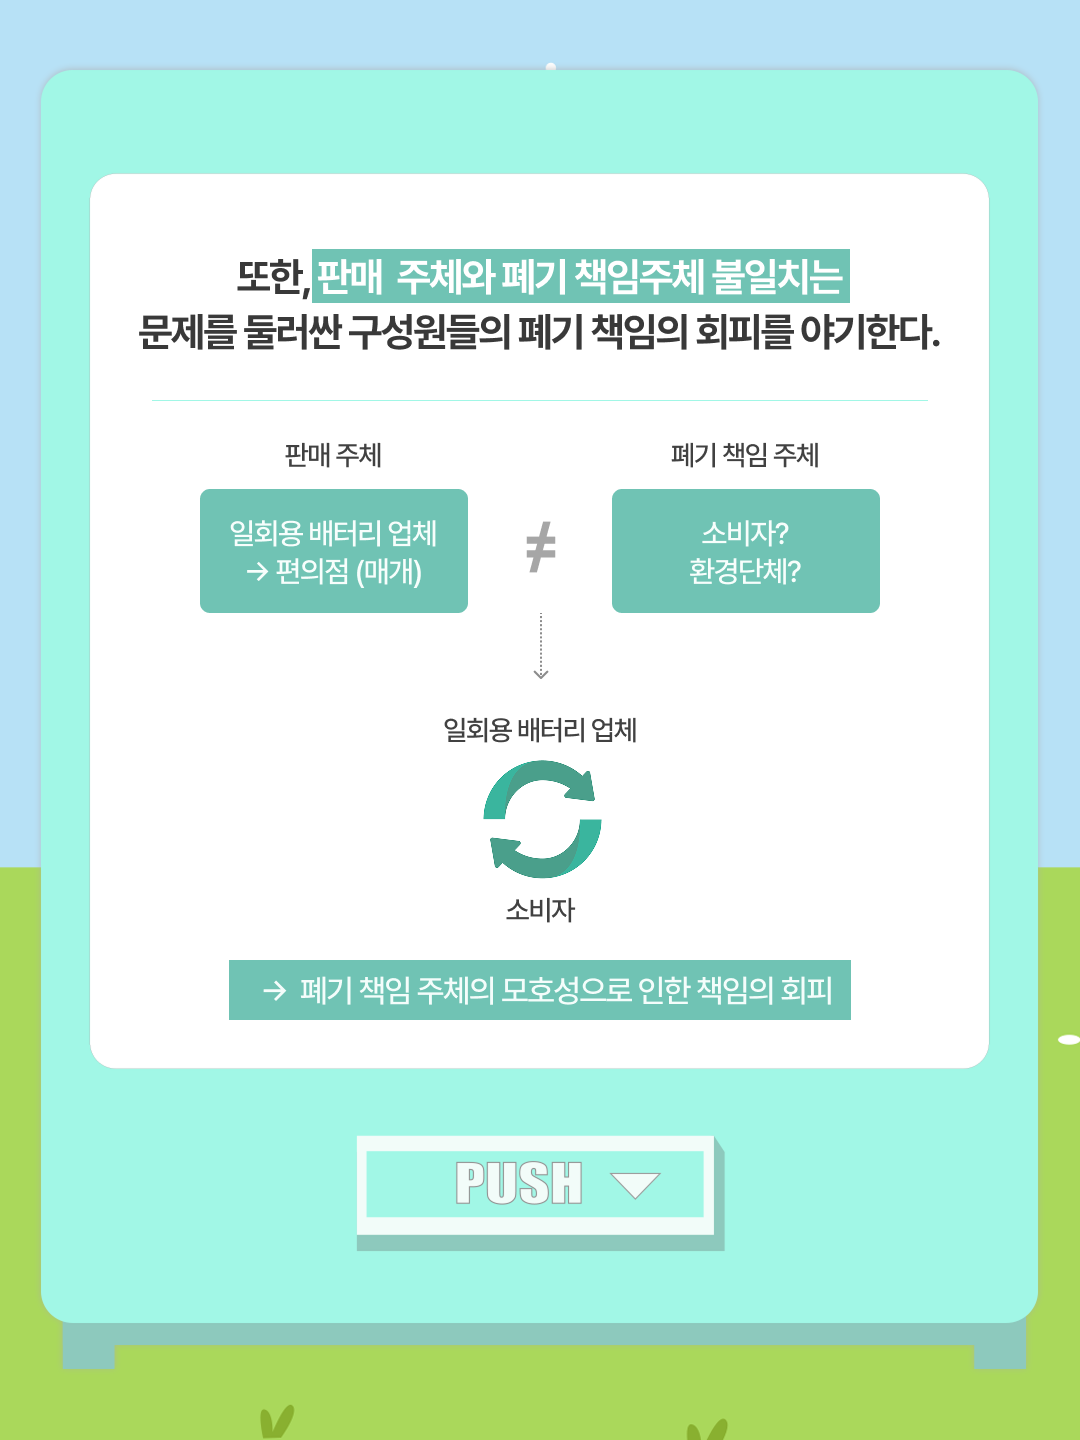 또한, 판매 주체와 폐기 책임주체 불일치는
문제를 둘러싼 구성원들의 폐기 책임의 회피를 야기한다.
판매 주체
폐기 책임 주체
일회용 배터리 업체
→ 편의점 (매개)
≠
소비자?
환경단체?
일회용 배터리 업체
소비자
→ 폐기 책임 주체의 모호성으로 인한 책임의 회피
PUSH